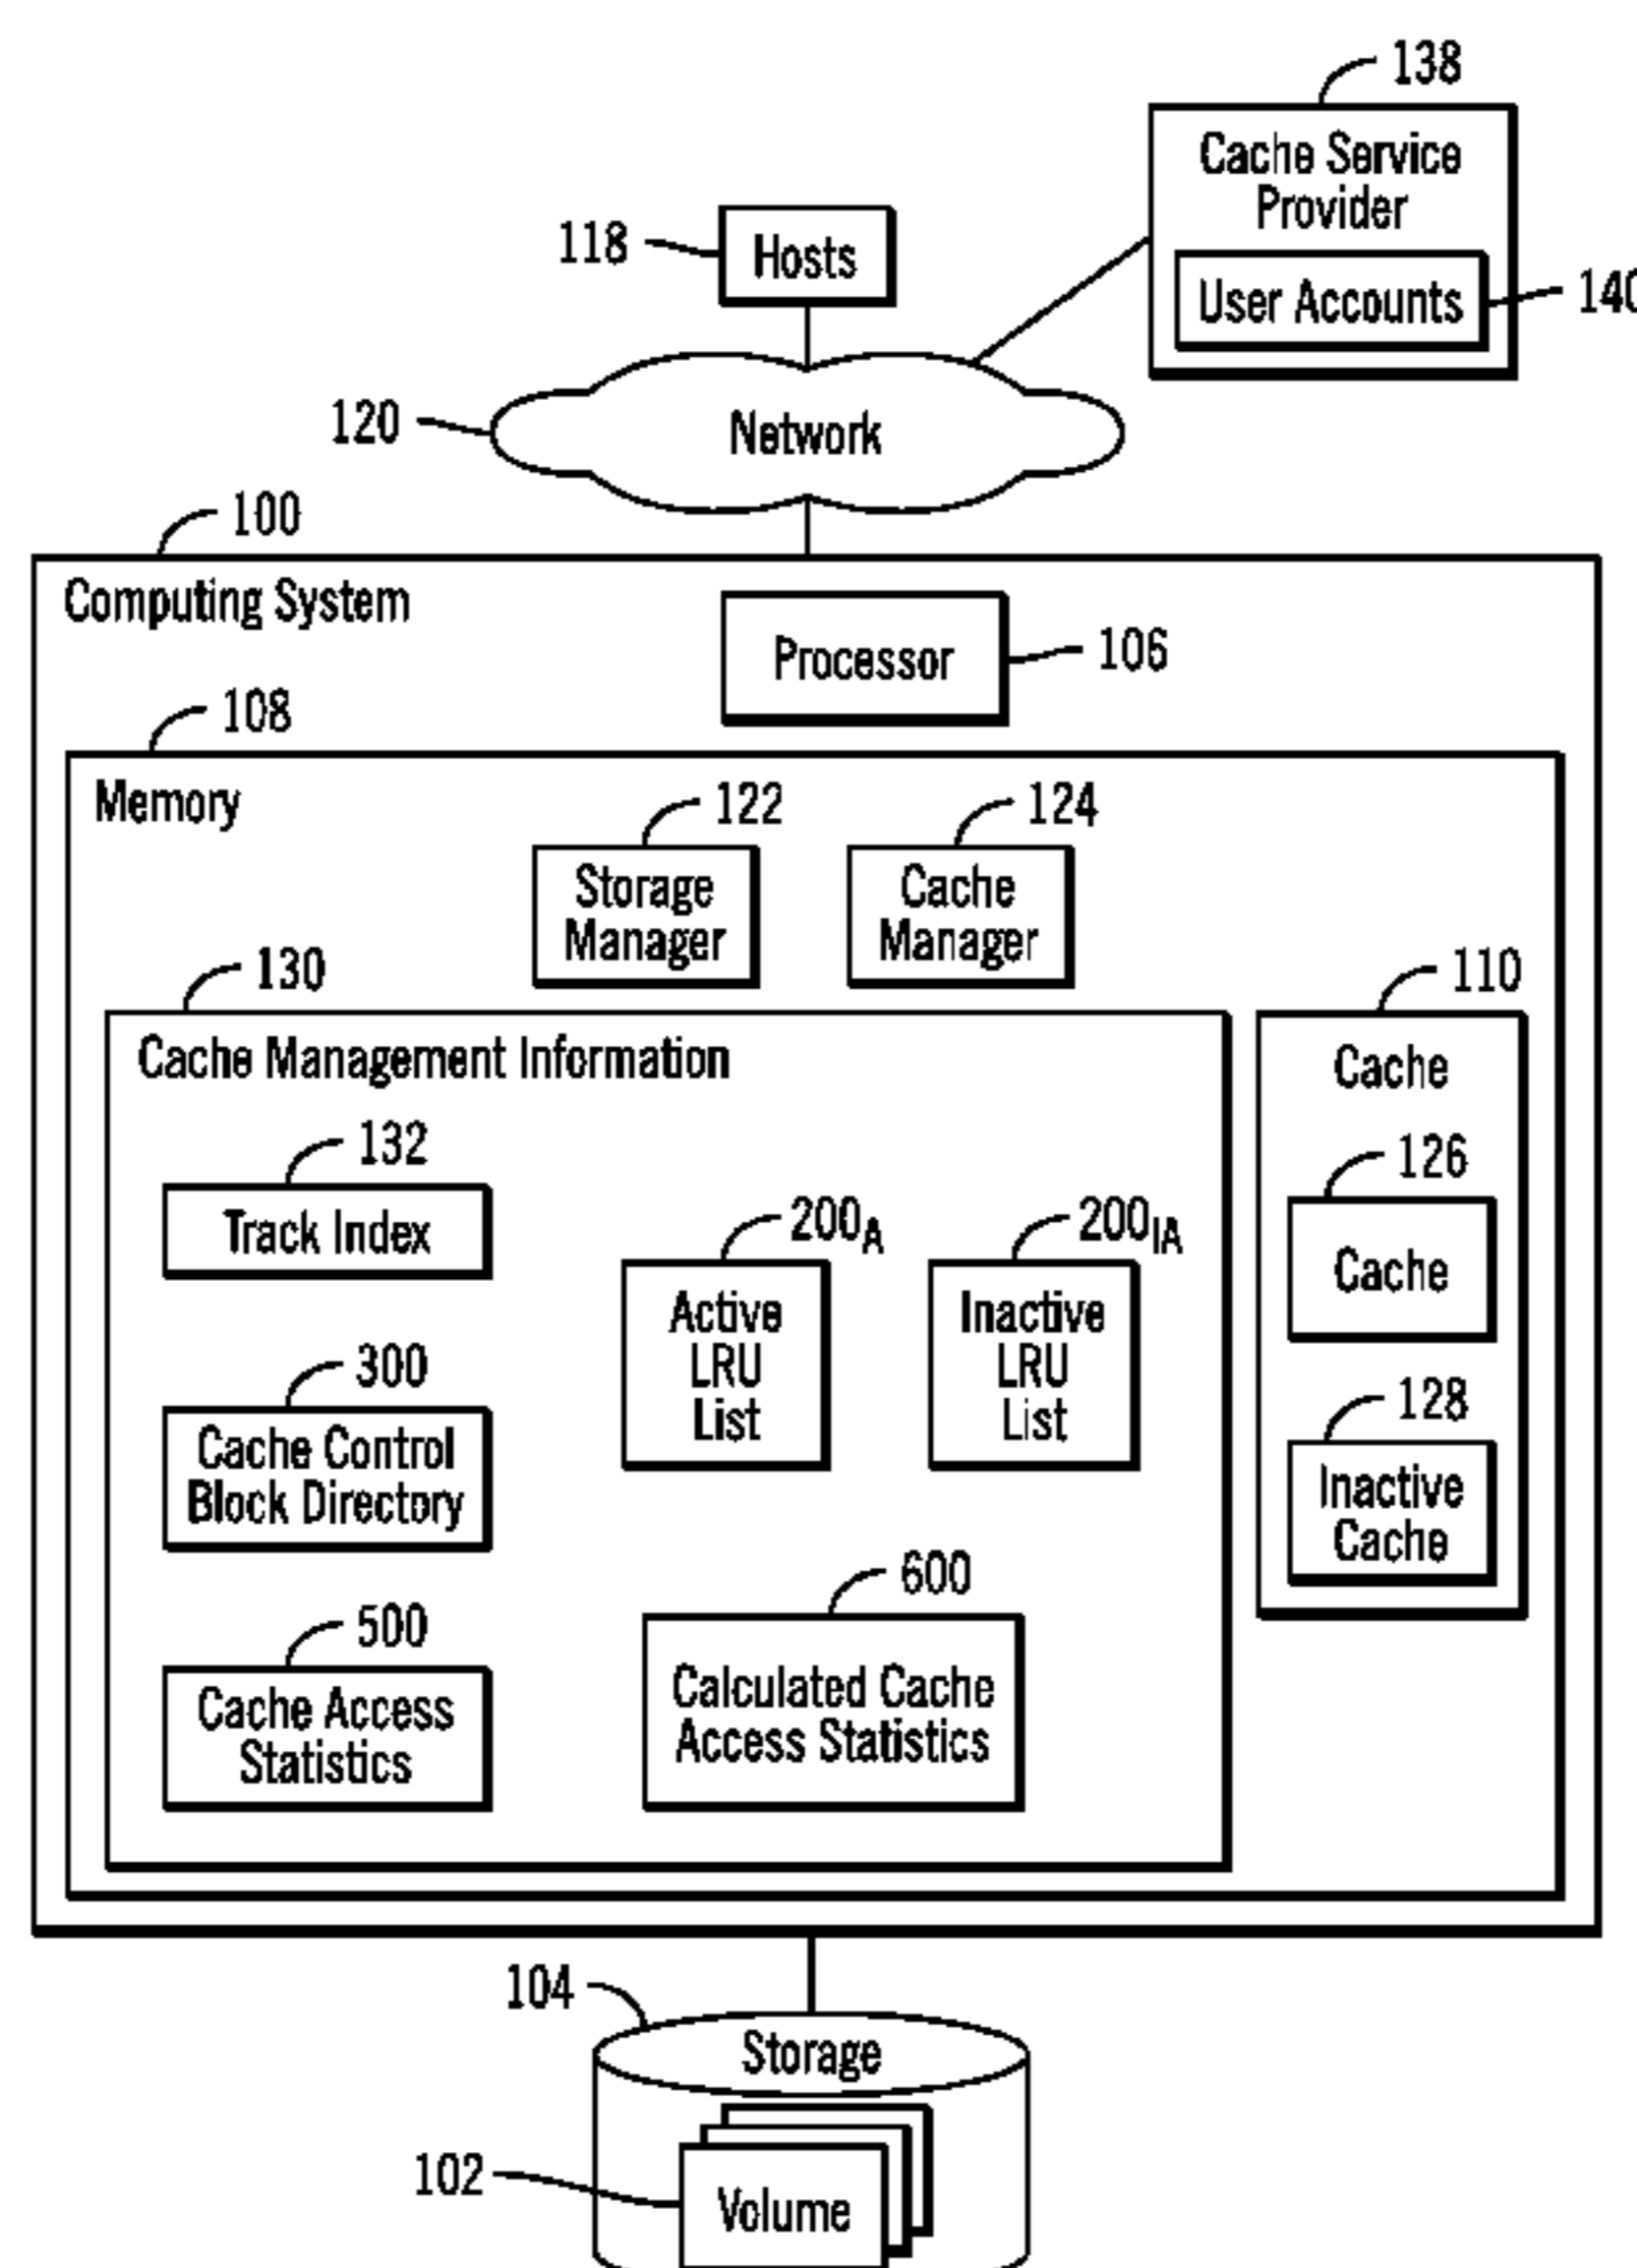 138
Cache Service
Provider
118
Hosts
User Accounts
140
120
Network
100
Computing System
Processor
106
108
Memory
122
124
Storage
Manager
Cache
Manager
130
110
Cache Management Information
Cache
132
126
Track Index
200A
200IA
Cache
Active
LRU
List
Inactive
LRU
List
300
128
Cache Control
Block Directory
Inactive
Cache
600
500
Cache Access
Statistics
Calculated Cache
Access Statistics
104
Storage
102
Volume